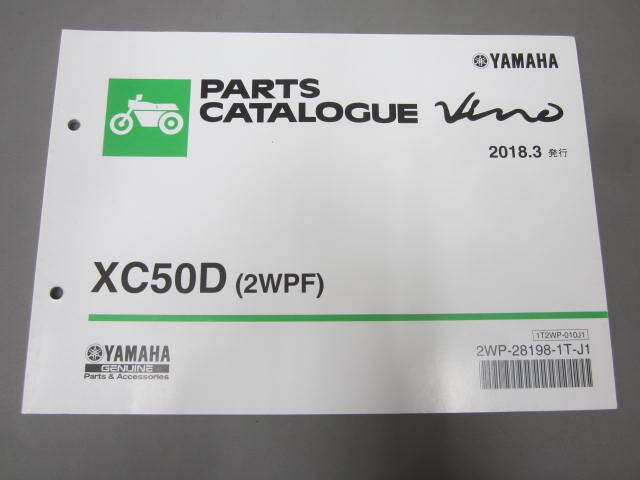 YAMAHA
PARTS
CATALOGUE Vino
2018.3 発行
XC50D (2WPF)
1T2WP-010J1
YAMAHA
GENUINE
Parts & Accessories
2WP-28198-1T-J1